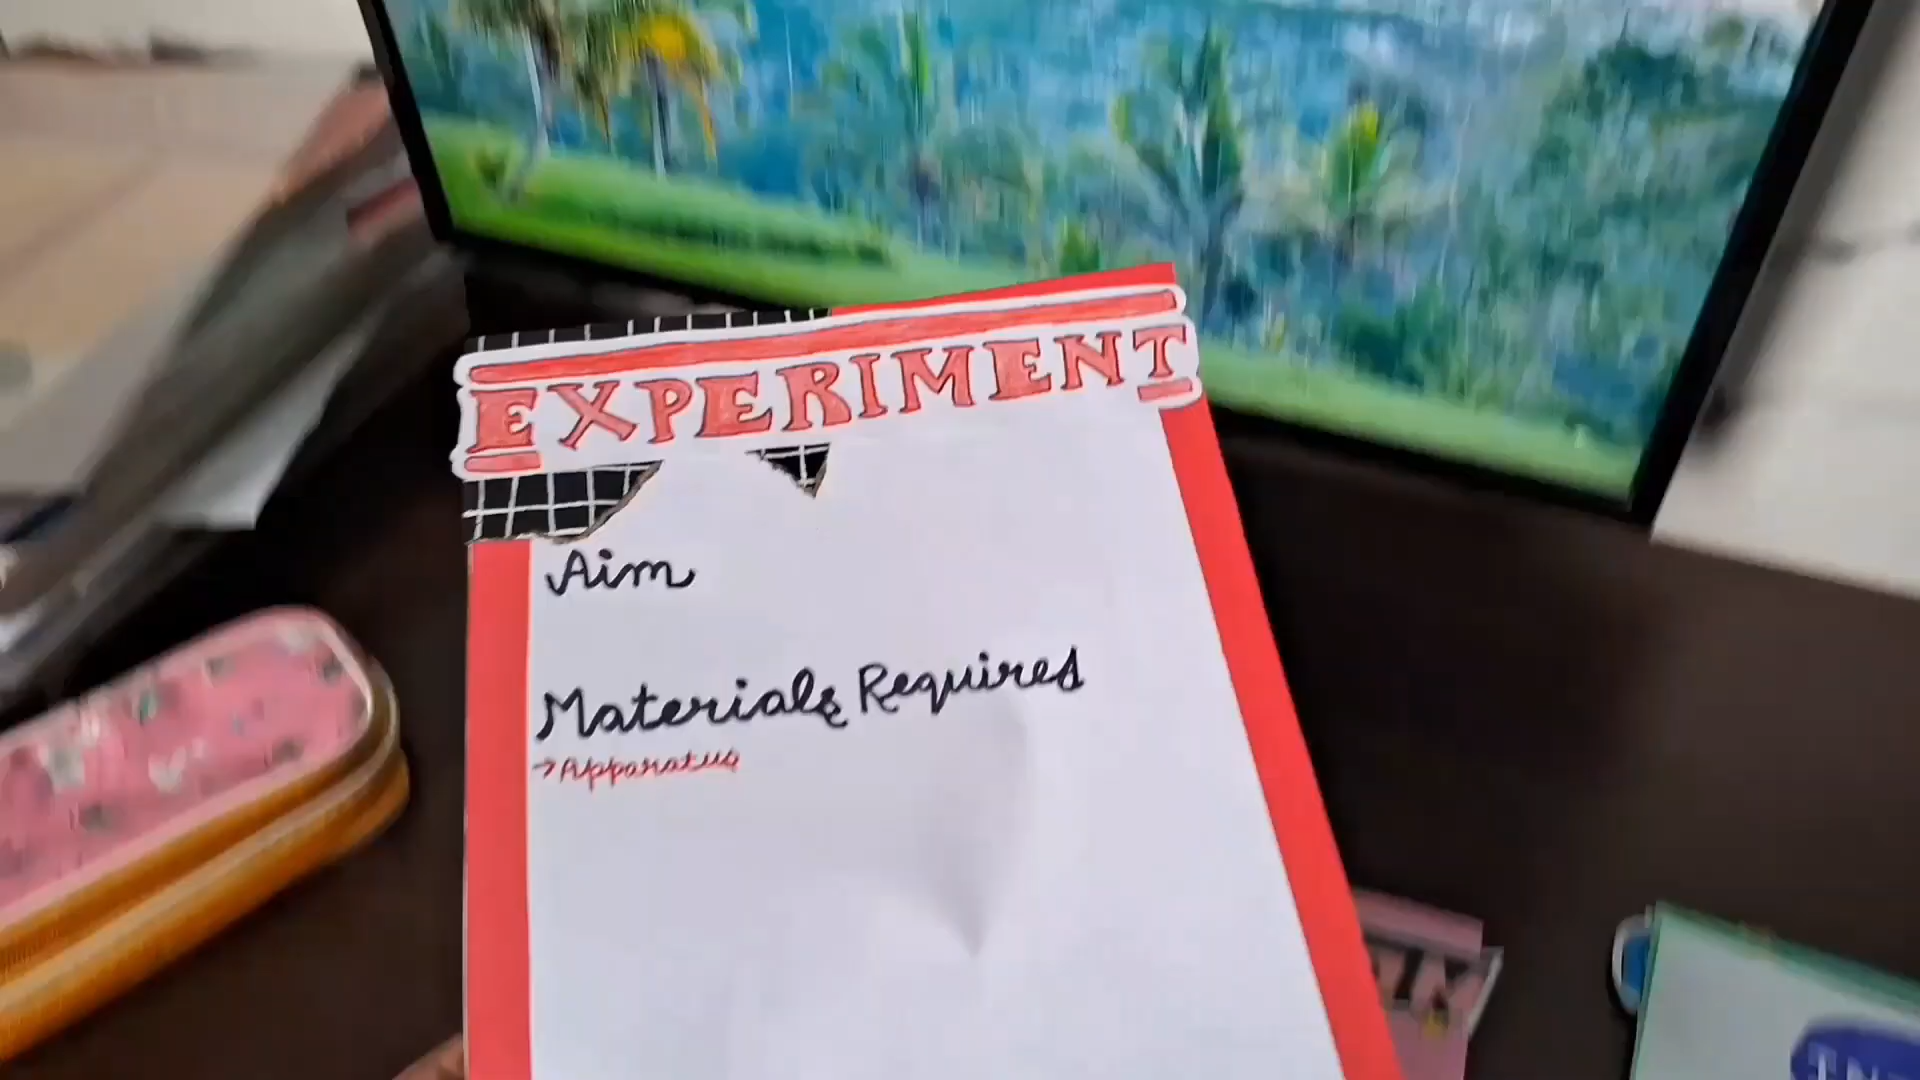 EXPERIMENT
Aim
Materials Required
→Apparatus